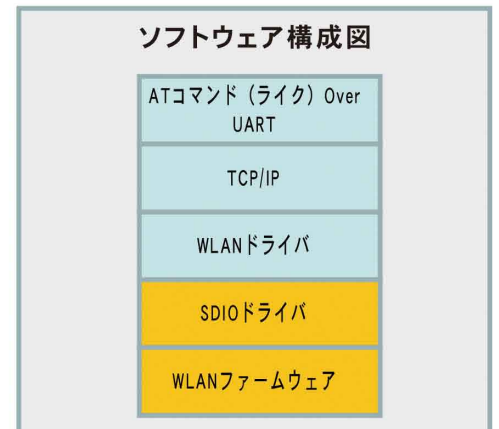 ソフトウェア構成図
ATコマンド（ライク）Over
UART
TCP/IP
WLANドライバ
SDIOドライバ
WLANファームウェア